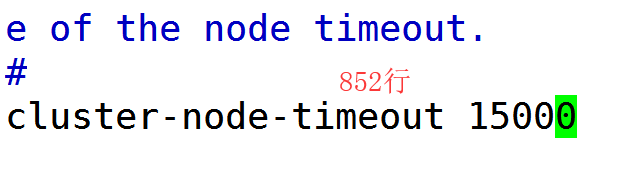 e of the node timeout.
#
852行
cluster-node-timeout 15000